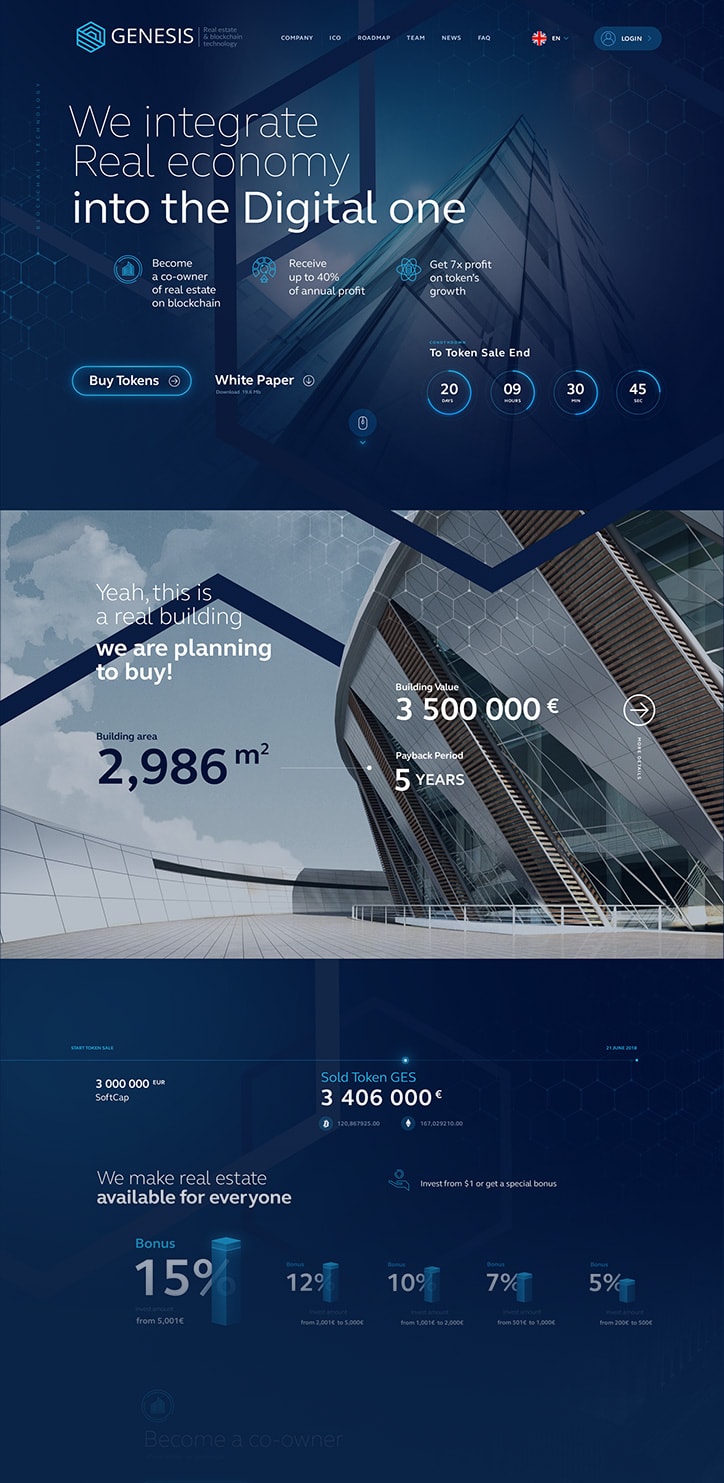 GENESIS
Real estate
& blockchain
technology
COMPANY ICO ROADMAP TEAM NEWS FAQ
EN
LOGIN
BLOCKCHAIN TECHNOLOGY
We integrate
Real economy
into the Digital one
Become
a co-owner
of real estate
on blockchain
Receive
up to 40%
of annual profit
Get 7x profit
on token's
growth
COUNTDOWN
To Token Sale End
20
DAYS
09
HOURS
30
MIN
45
SEC
Buy Tokens
White Paper
Download 19.6 Mb
Yeah, this is
a real building
we are planning
to buy!
Building area
2,986 m²
Building Value
3 500 000 €
Payback Period
5 YEARS
MORE DETAILS
START TOKEN SALE
21 JUNE 2018
3 000 000 EUR
SoftCap
Sold Token GES
3 406 000 €
120,867925.00
167,029210.00
We make real estate
available for everyone
Invest from $1 or get a special bonus
Bonus
15%
Invest amount
from 5,001€
Bonus
12%
Invest amount
from 2,001€ to 5,000€
Bonus
10%
Invest amount
from 1,001€ to 2,000€
Bonus
7%
Invest amount
from 501€ to 1,000€
Bonus
5%
Invest amount
from 200€ to 500€
Become a co-owner